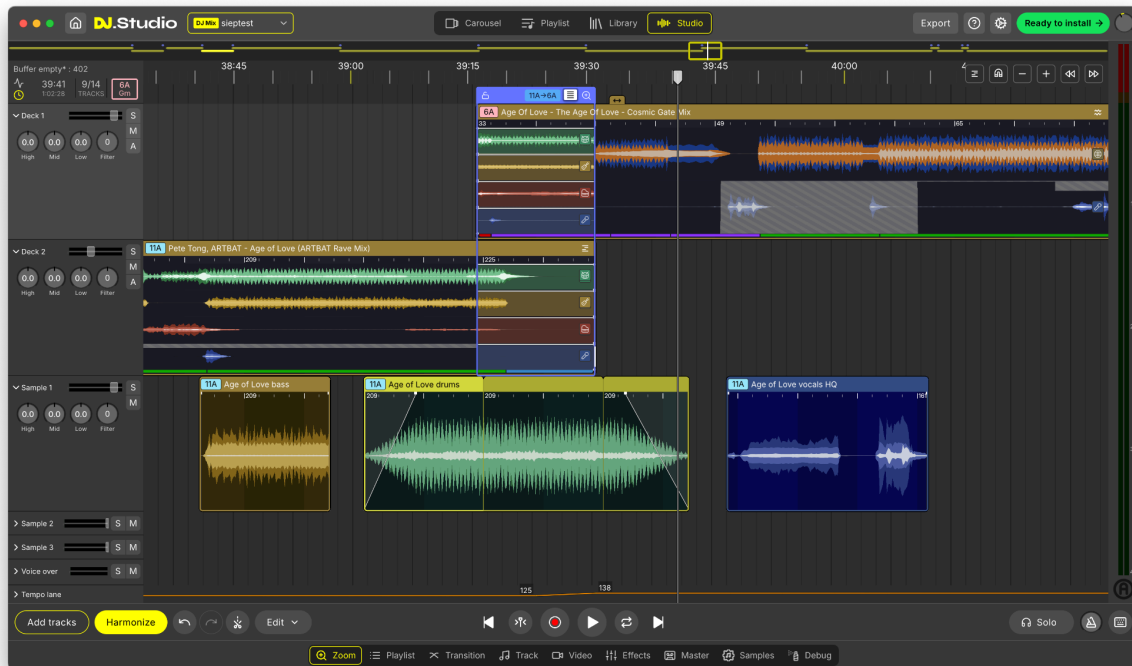 DJ.Studio
DJ Mix sieptest
Carousel
Playlist
Library
Studio
Export
Ready to install
Buffer empty* : 402
39:41
1:02:28
9/14
TRACKS
6A
Gm
38:45
39:00
39:15
39:30
39:45
40:00
11A→6A
Deck 1
S
M
A
0.0
0.0
0.0
0
High
Mid
Low
Filter
6A Age Of Love - The Age Of Love - Cosmic Gate Mix
33
49
65
Deck 2
S
M
A
0.0
0.0
0.0
0
High
Mid
Low
Filter
11A Pete Tong, ARTBAT - Age of Love (ARTBAT Rave Mix)
209
225
Sample 1
S
M
0.0
0.0
0.0
0
High
Mid
Low
Filter
11A Age of Love bass
209
11A Age of Love drums
209
209
209
11A Age of Love vocals HQ
161
Sample 2
S
M
Sample 3
S
M
Voice over
S
M
Tempo lane
125
138
Add tracks
Harmonize
Edit
Solo
Zoom
Playlist
Transition
Track
Video
Effects
Master
Samples
Debug